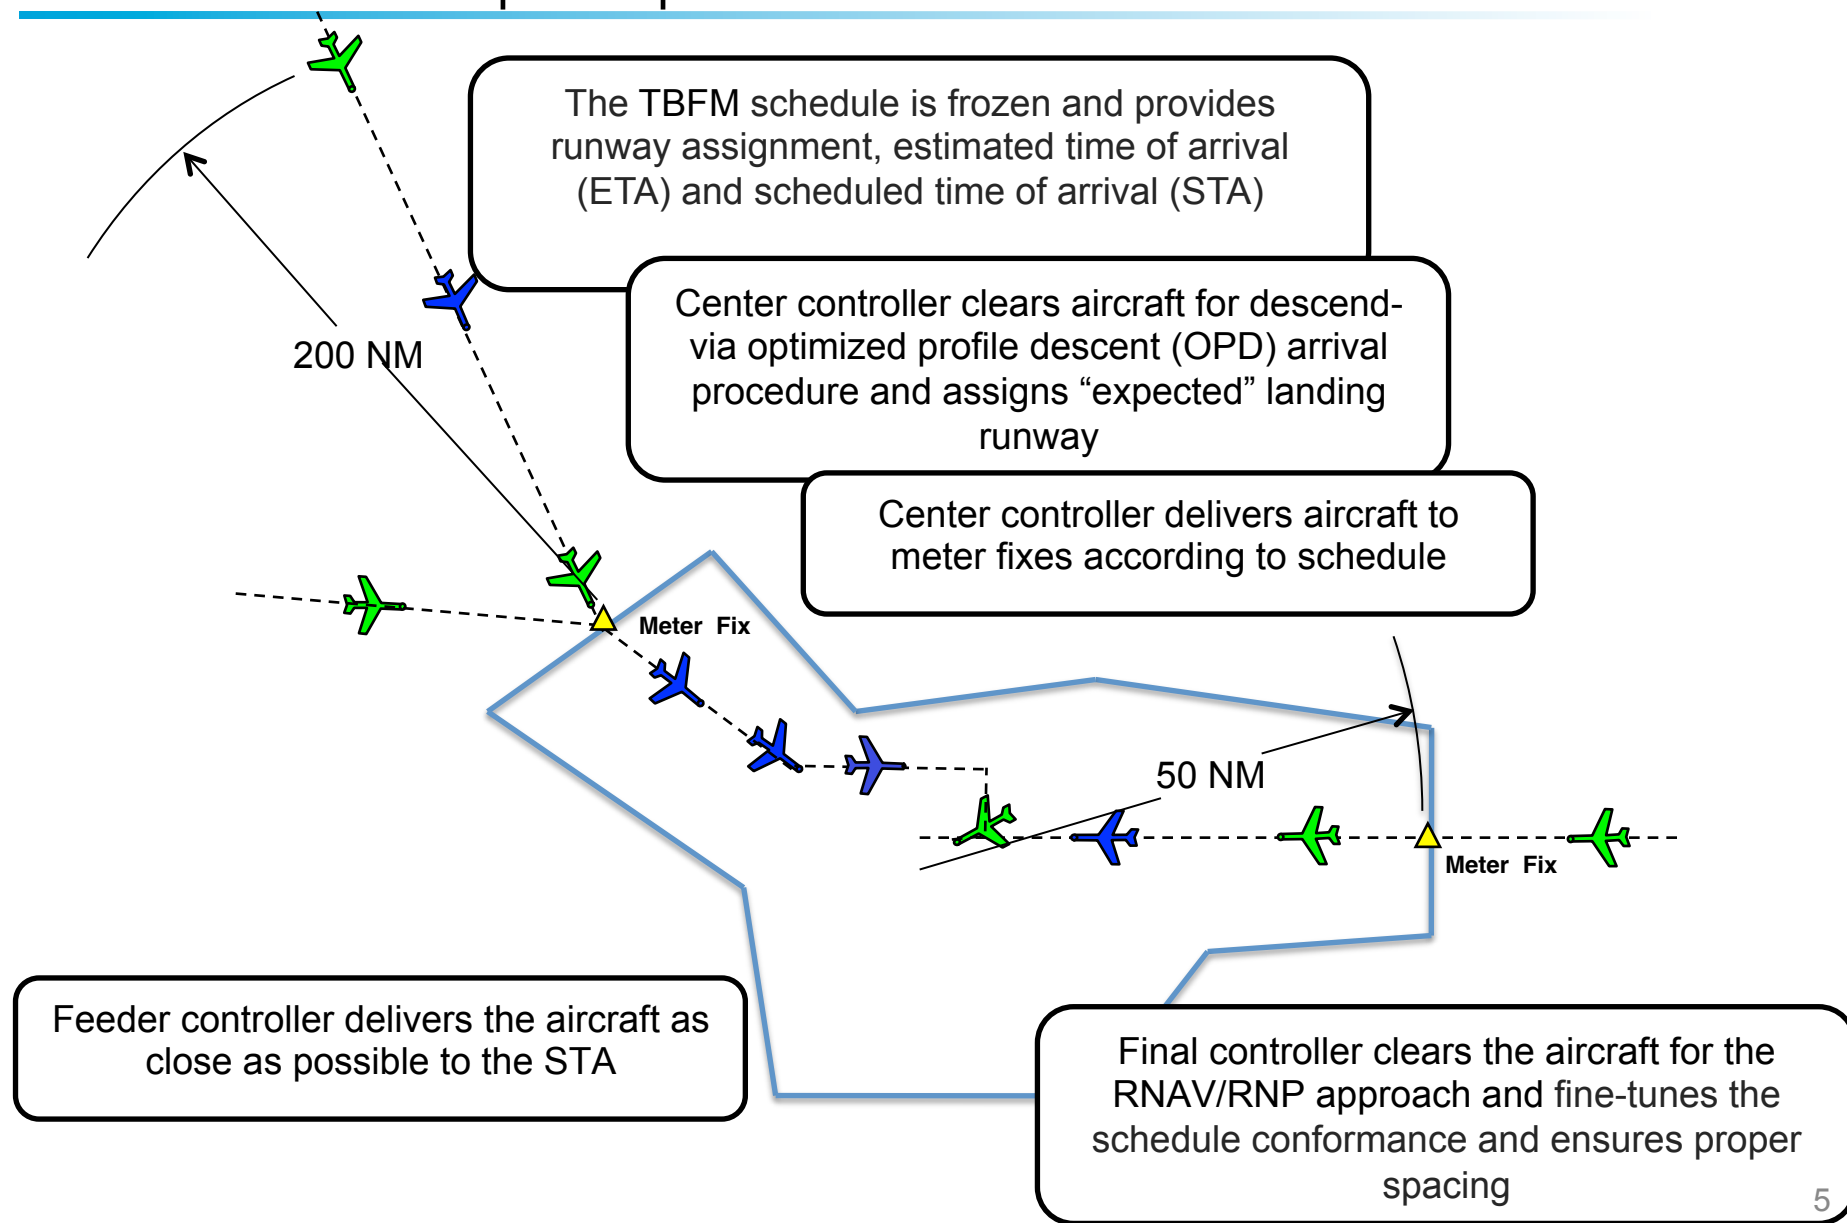 The TBFM schedule is frozen and provides
runway assignment, estimated time of arrival
(ETA) and scheduled time of arrival (STA)
Center controller clears aircraft for descend-
via optimized profile descent (OPD) arrival
procedure and assigns “expected” landing
runway
200 NM
Center controller delivers aircraft to
meter fixes according to schedule
Meter Fix
50 NM
Meter Fix
Feeder controller delivers the aircraft as
close as possible to the STA
Final controller clears the aircraft for the
RNAV/RNP approach and fine-tunes the
schedule conformance and ensures proper
spacing
5